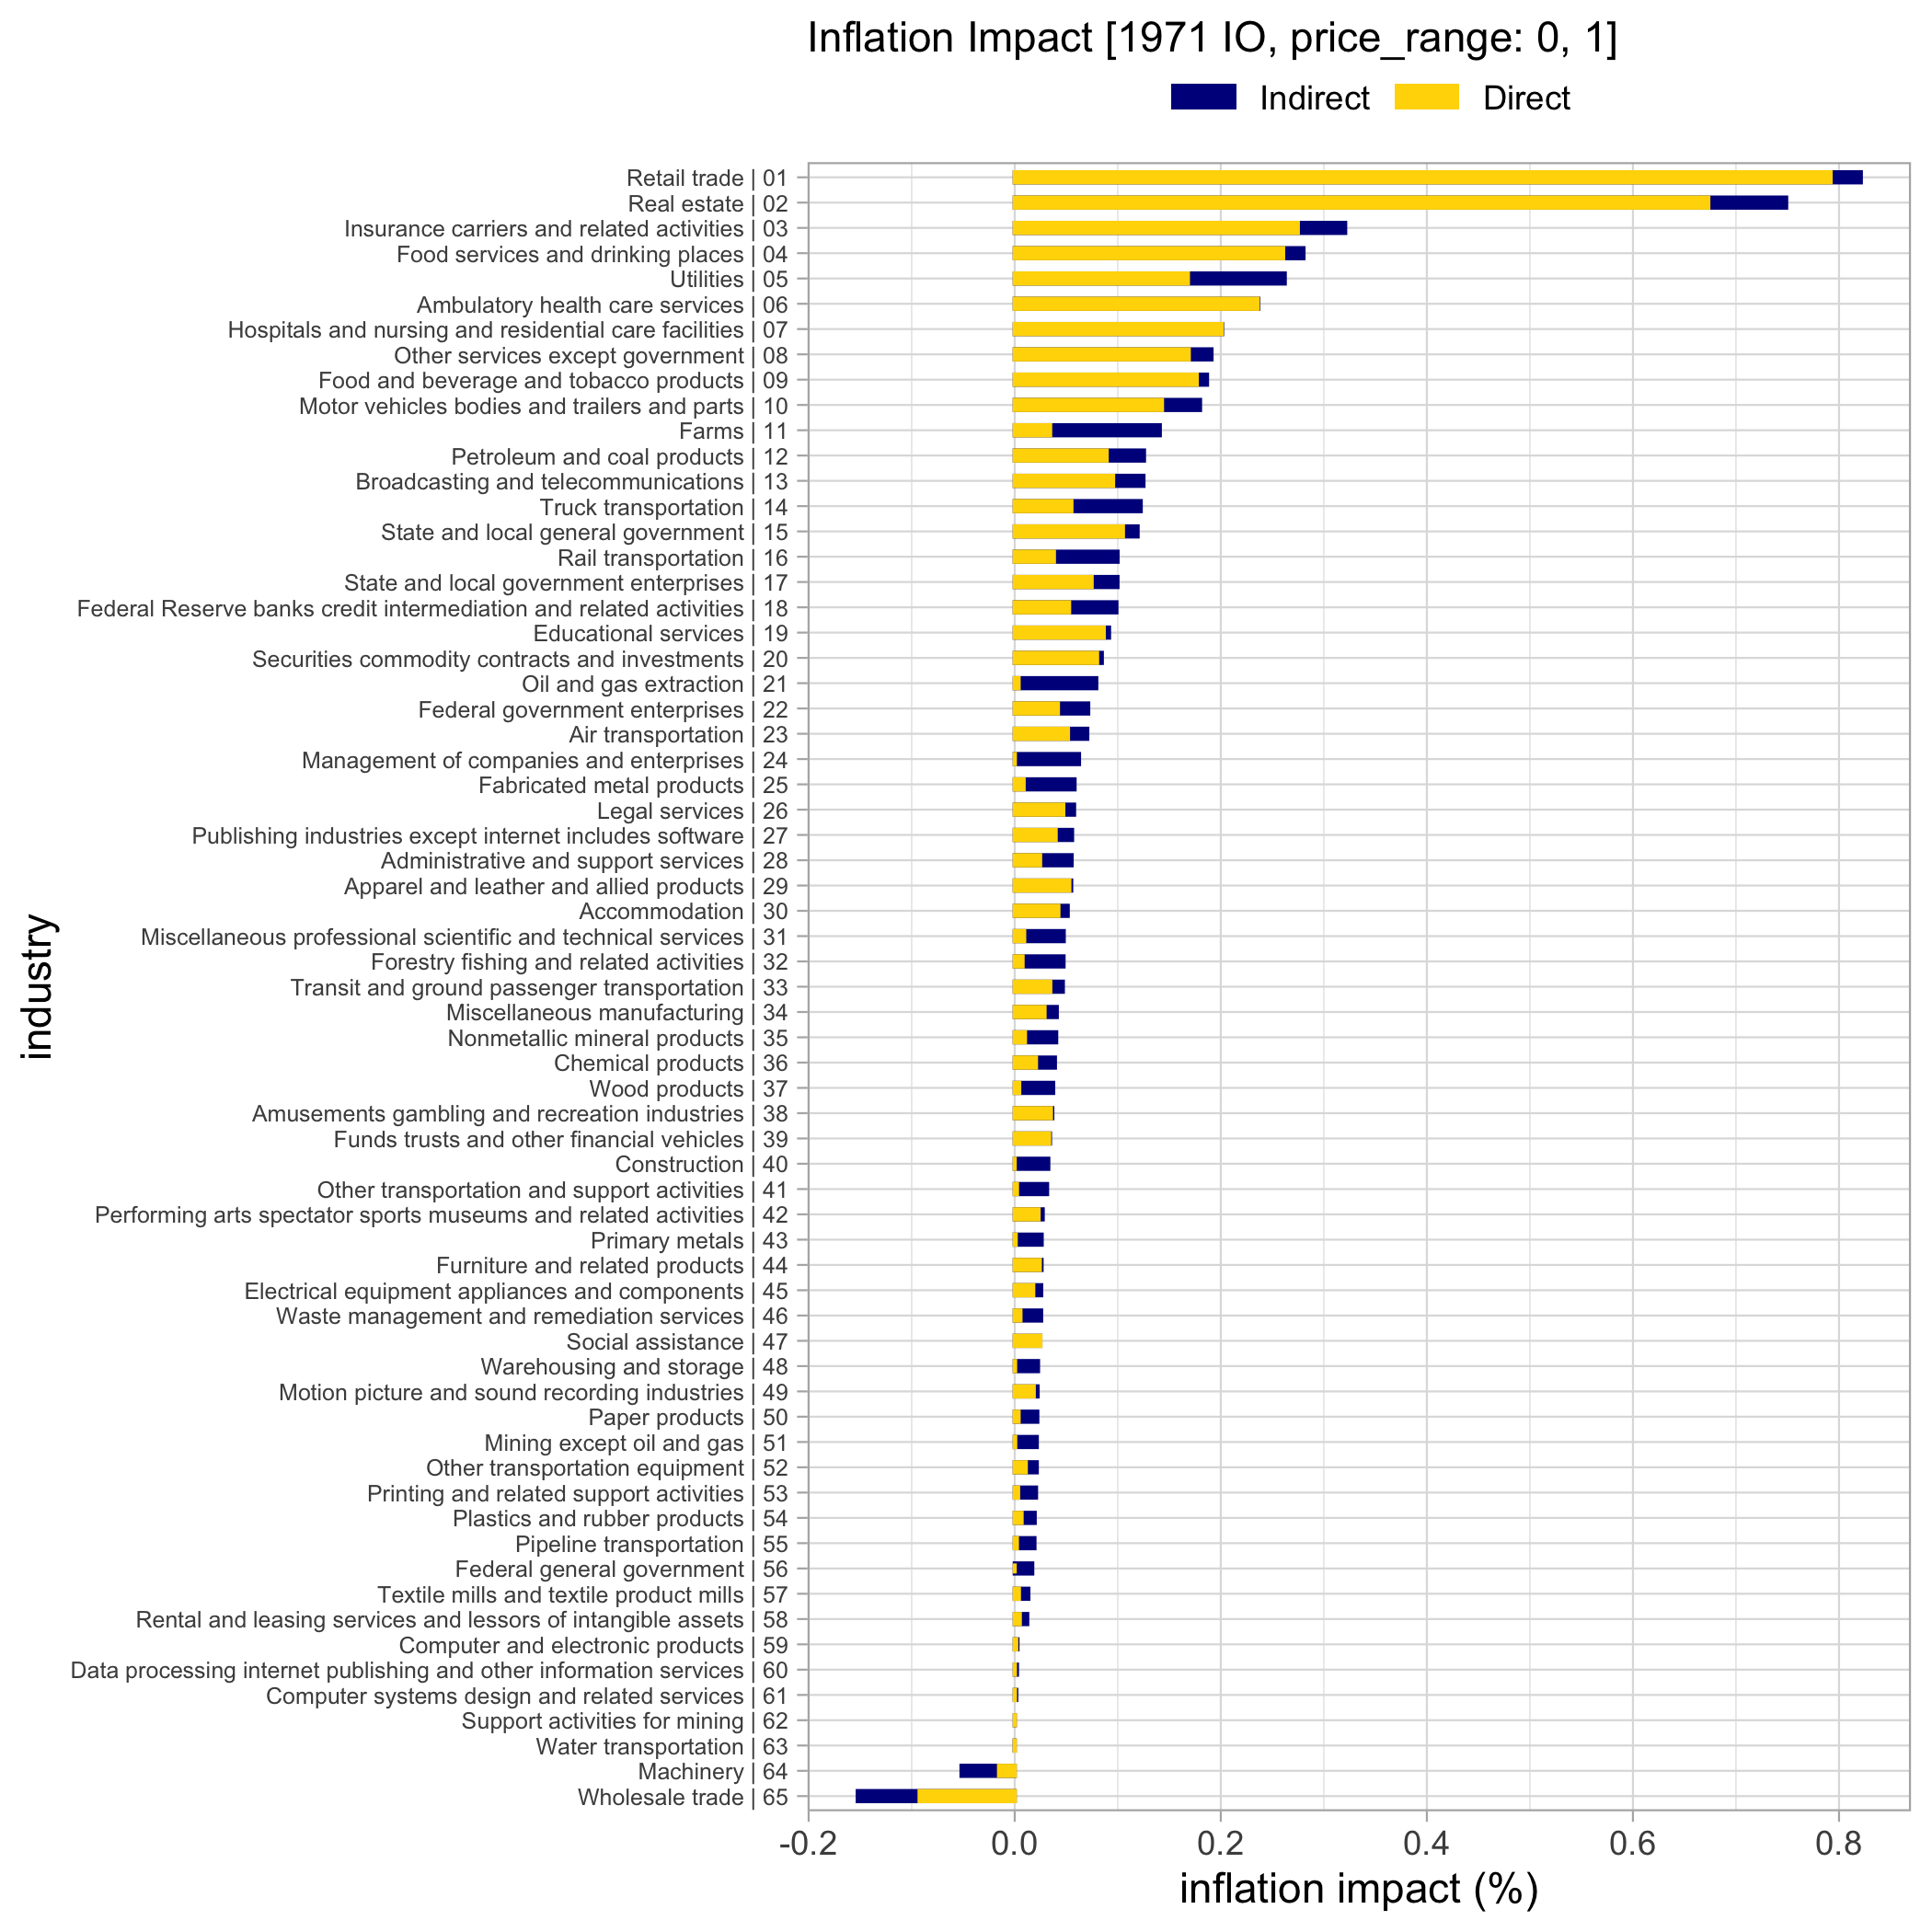 Inflation Impact [1971 IO, price_range: 0, 1]
Indirect Direct
Retail trade | 01
Real estate | 02
Insurance carriers and related activities | 03
Food services and drinking places | 04
Utilities | 05
Ambulatory health care services | 06
Hospitals and nursing and residential care facilities | 07
Other services except government | 08
Food and beverage and tobacco products | 09
Motor vehicles bodies and trailers and parts | 10
Farms | 11
Petroleum and coal products | 12
Broadcasting and telecommunications | 13
Truck transportation | 14
State and local general government | 15
Rail transportation | 16
State and local government enterprises | 17
Federal Reserve banks credit intermediation and related activities | 18
Educational services | 19
Securities commodity contracts and investments | 20
Oil and gas extraction | 21
Federal government enterprises | 22
Air transportation | 23
Management of companies and enterprises | 24
Fabricated metal products | 25
Legal services | 26
Publishing industries except internet includes software | 27
Administrative and support services | 28
Apparel and leather and allied products | 29
Accommodation | 30
Miscellaneous professional scientific and technical services | 31
Forestry fishing and related activities | 32
Transit and ground passenger transportation | 33
Miscellaneous manufacturing | 34
Nonmetallic mineral products | 35
Chemical products | 36
Wood products | 37
Amusements gambling and recreation industries | 38
Funds trusts and other financial vehicles | 39
Construction | 40
Other transportation and support activities | 41
Performing arts spectator sports museums and related activities | 42
Primary metals | 43
Furniture and related products | 44
Electrical equipment appliances and components | 45
Waste management and remediation services | 46
Social assistance | 47
Warehousing and storage | 48
Motion picture and sound recording industries | 49
Paper products | 50
Mining except oil and gas | 51
Other transportation equipment | 52
Printing and related support activities | 53
Plastics and rubber products | 54
Pipeline transportation | 55
Federal general government | 56
Textile mills and textile product mills | 57
Rental and leasing services and lessors of intangible assets | 58
Computer and electronic products | 59
Data processing internet publishing and other information services | 60
Computer systems design and related services | 61
Support activities for mining | 62
Water transportation | 63
Machinery | 64
Wholesale trade | 65
industry
-0.2 0.0 0.2 0.4 0.6 0.8
inflation impact (%)